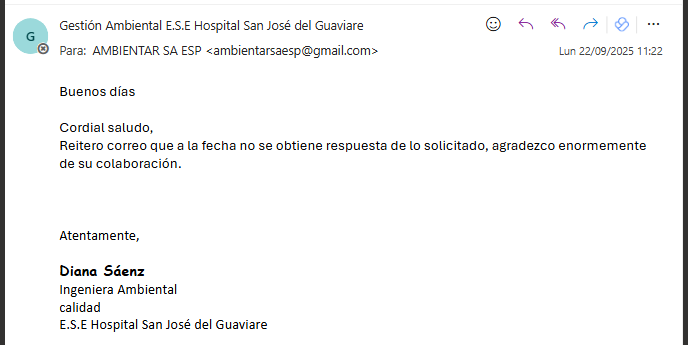 Gestión Ambiental E.S.E Hospital San José del Guaviare
G
Para: AMBIENTAR SA ESP <ambientarsaesp@gmail.com>
Lun 22/09/2025 11:22
Buenos días
Cordial saludo,
Reitero correo que a la fecha no se obtiene respuesta de lo solicitado, agradezco enormemente
de su colaboración.
Atentamente,
Diana Sáenz
Ingeniera Ambiental
calidad
E.S.E Hospital San José del Guaviare